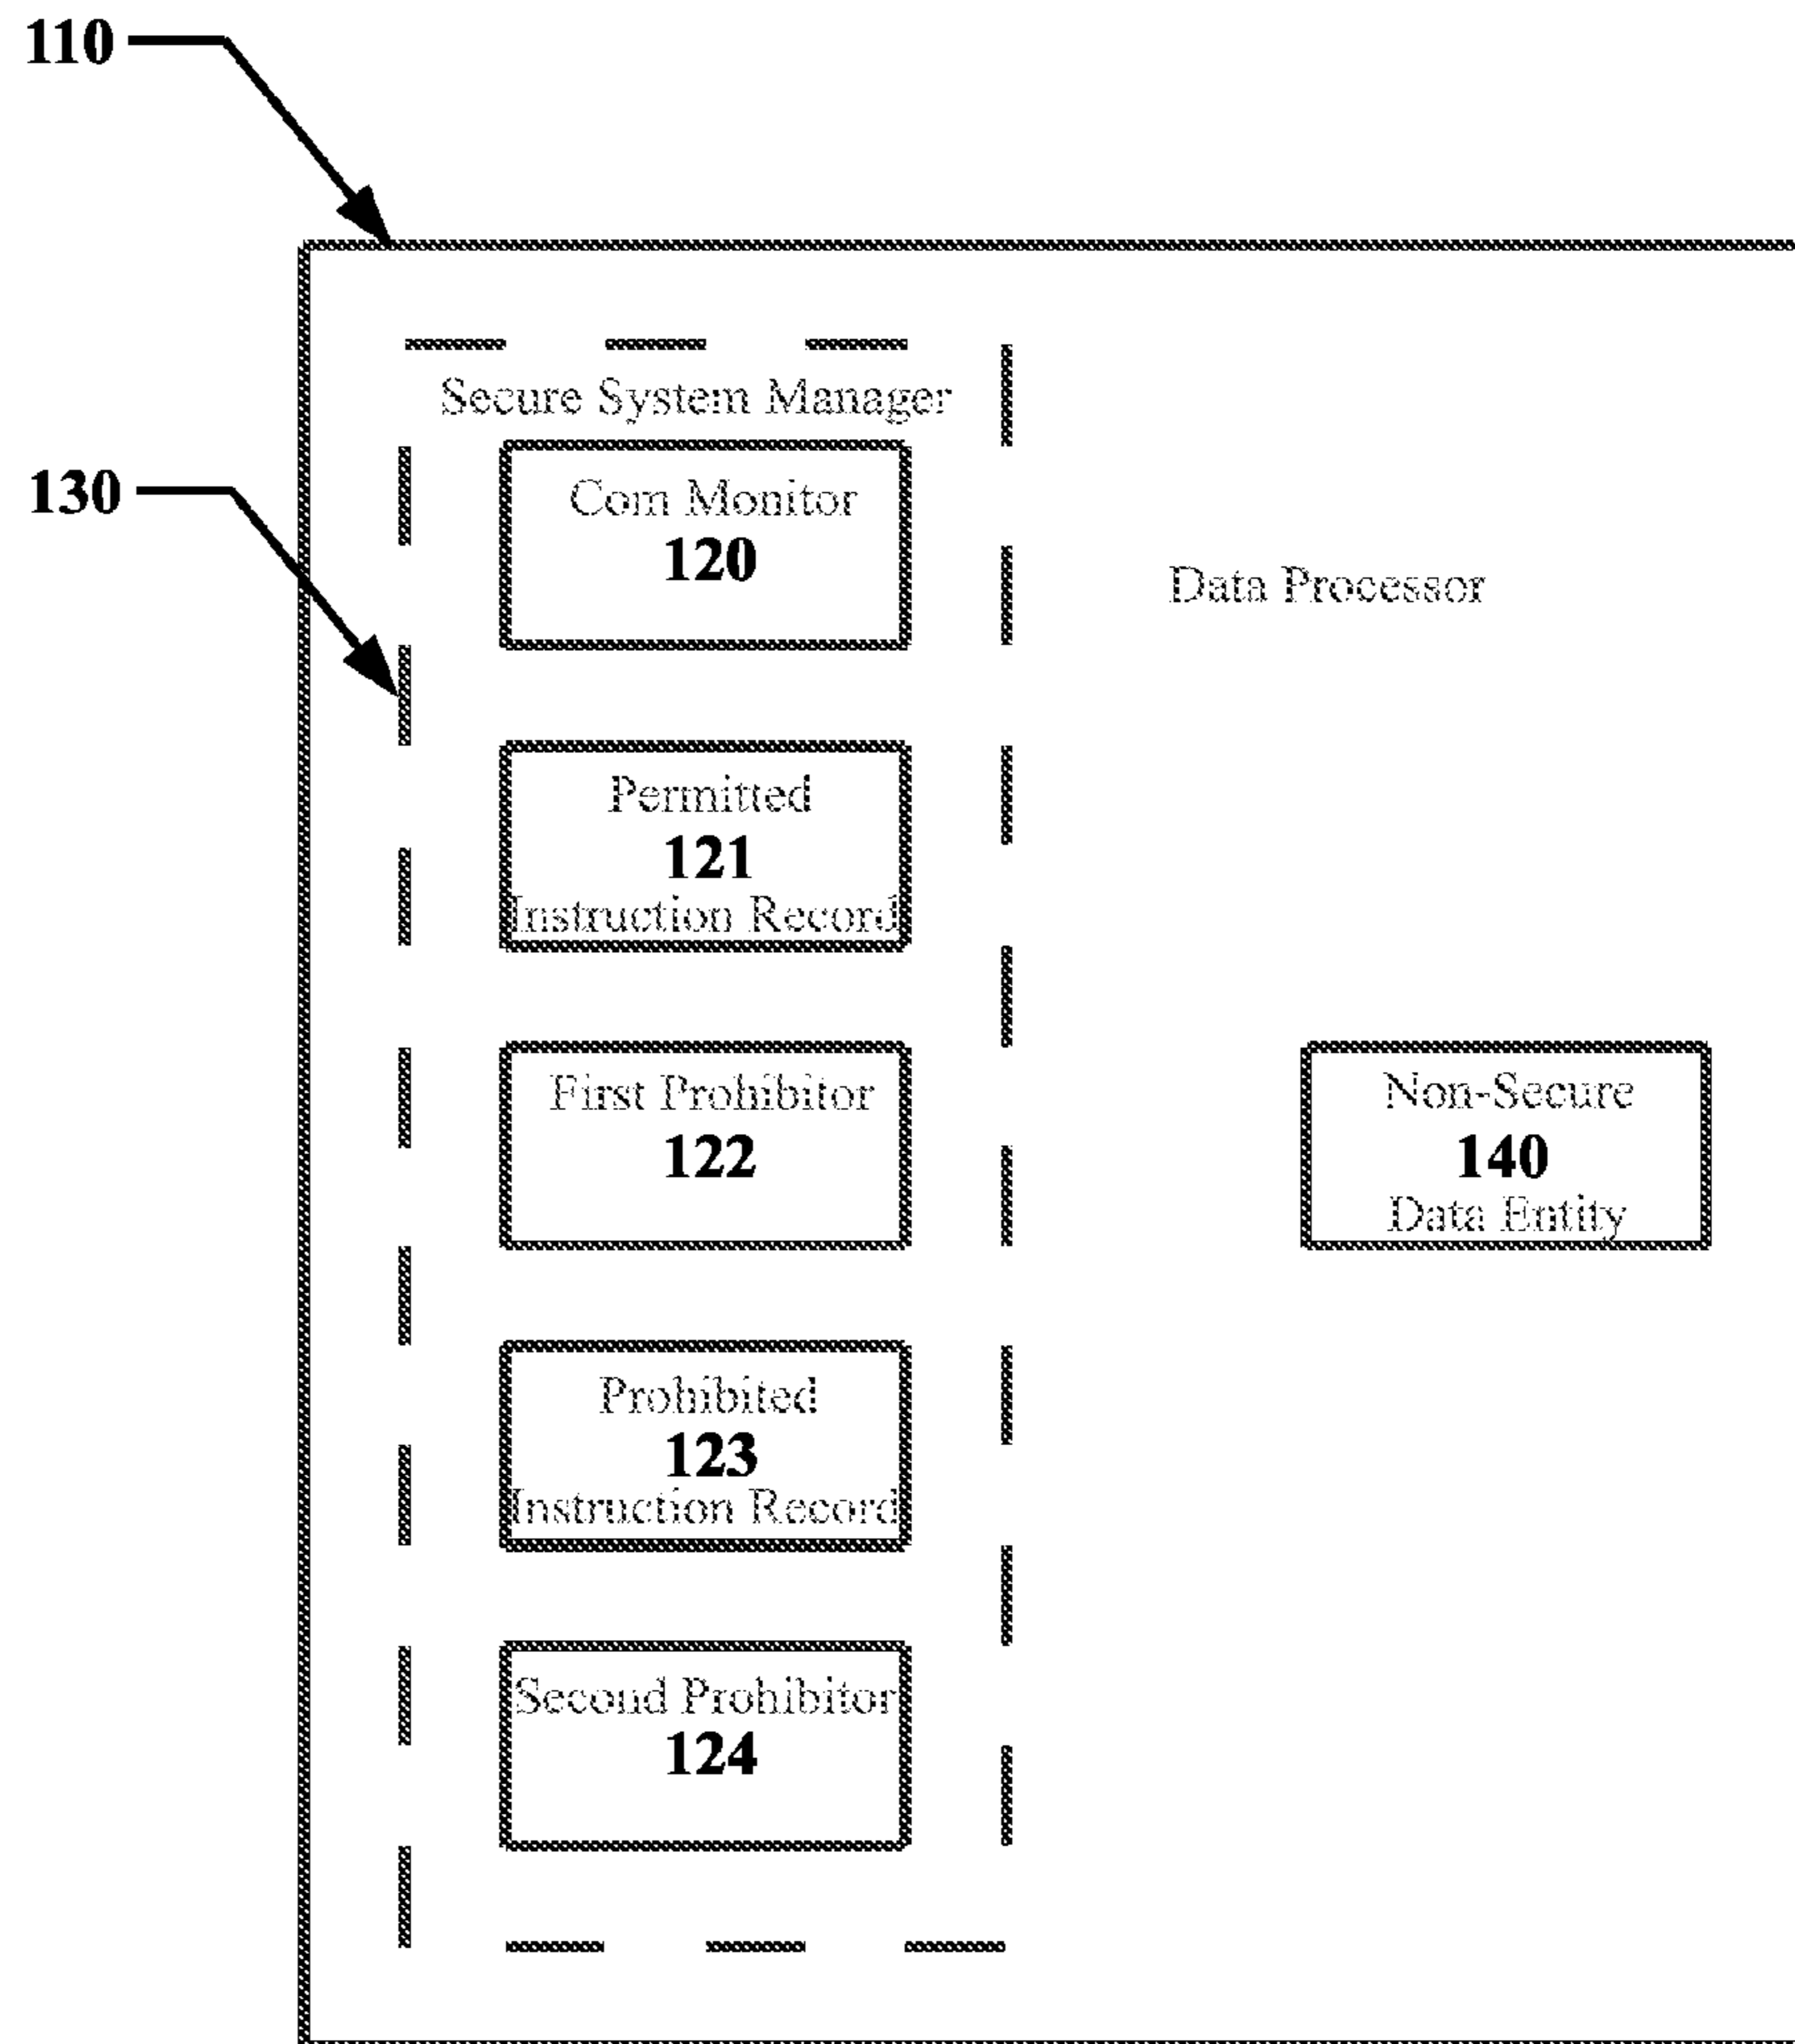 110
Secure System Manager
130
Com Monitor
120
Data Processor
Permitted
121
Instruction Record
First Prohibitor
122
Non-Secure
140
Data Entity
Prohibited
123
Instruction Record
Second Prohibitor
124